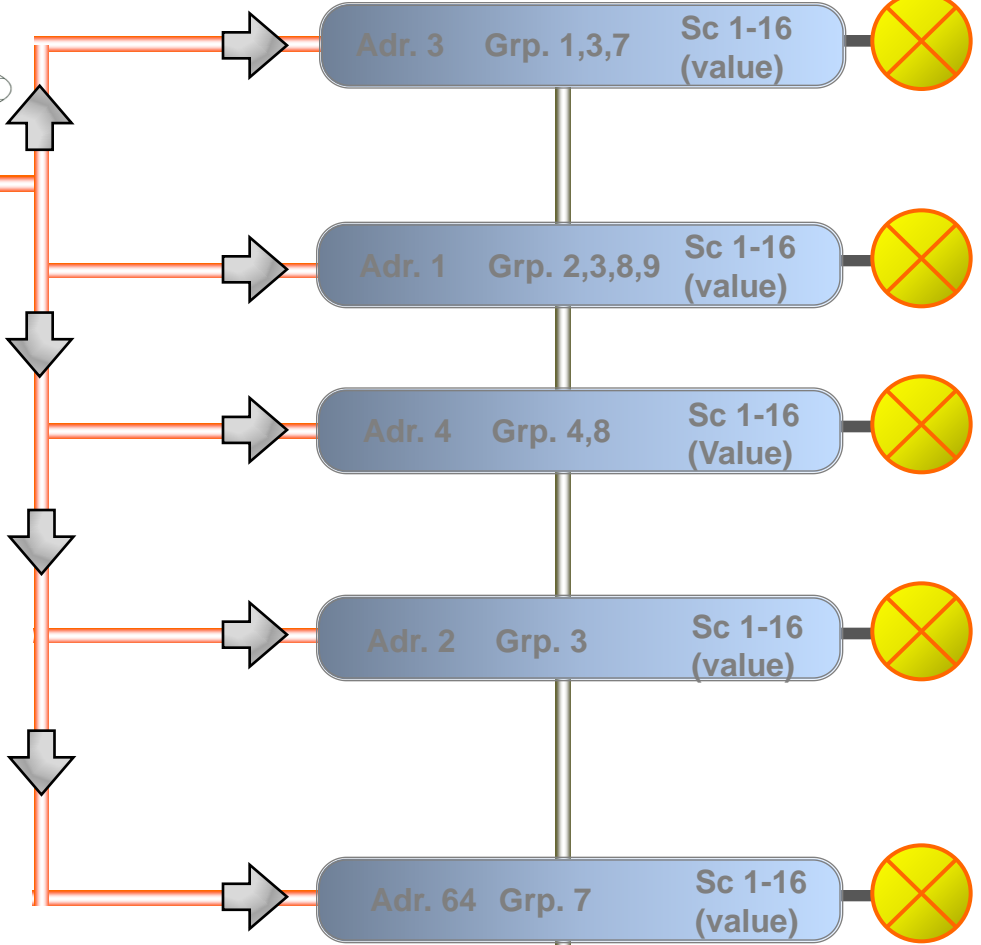 Adr. 3 Grp. 1,3,7 Sc 1-16
(value)
Adr. 1 Grp. 2,3,8,9 Sc 1-16
(value)
Adr. 4 Grp. 4,8 Sc 1-16
(Value)
Adr. 2 Grp. 3 Sc 1-16
(value)
Adr. 64 Grp. 7 Sc 1-16
(value)